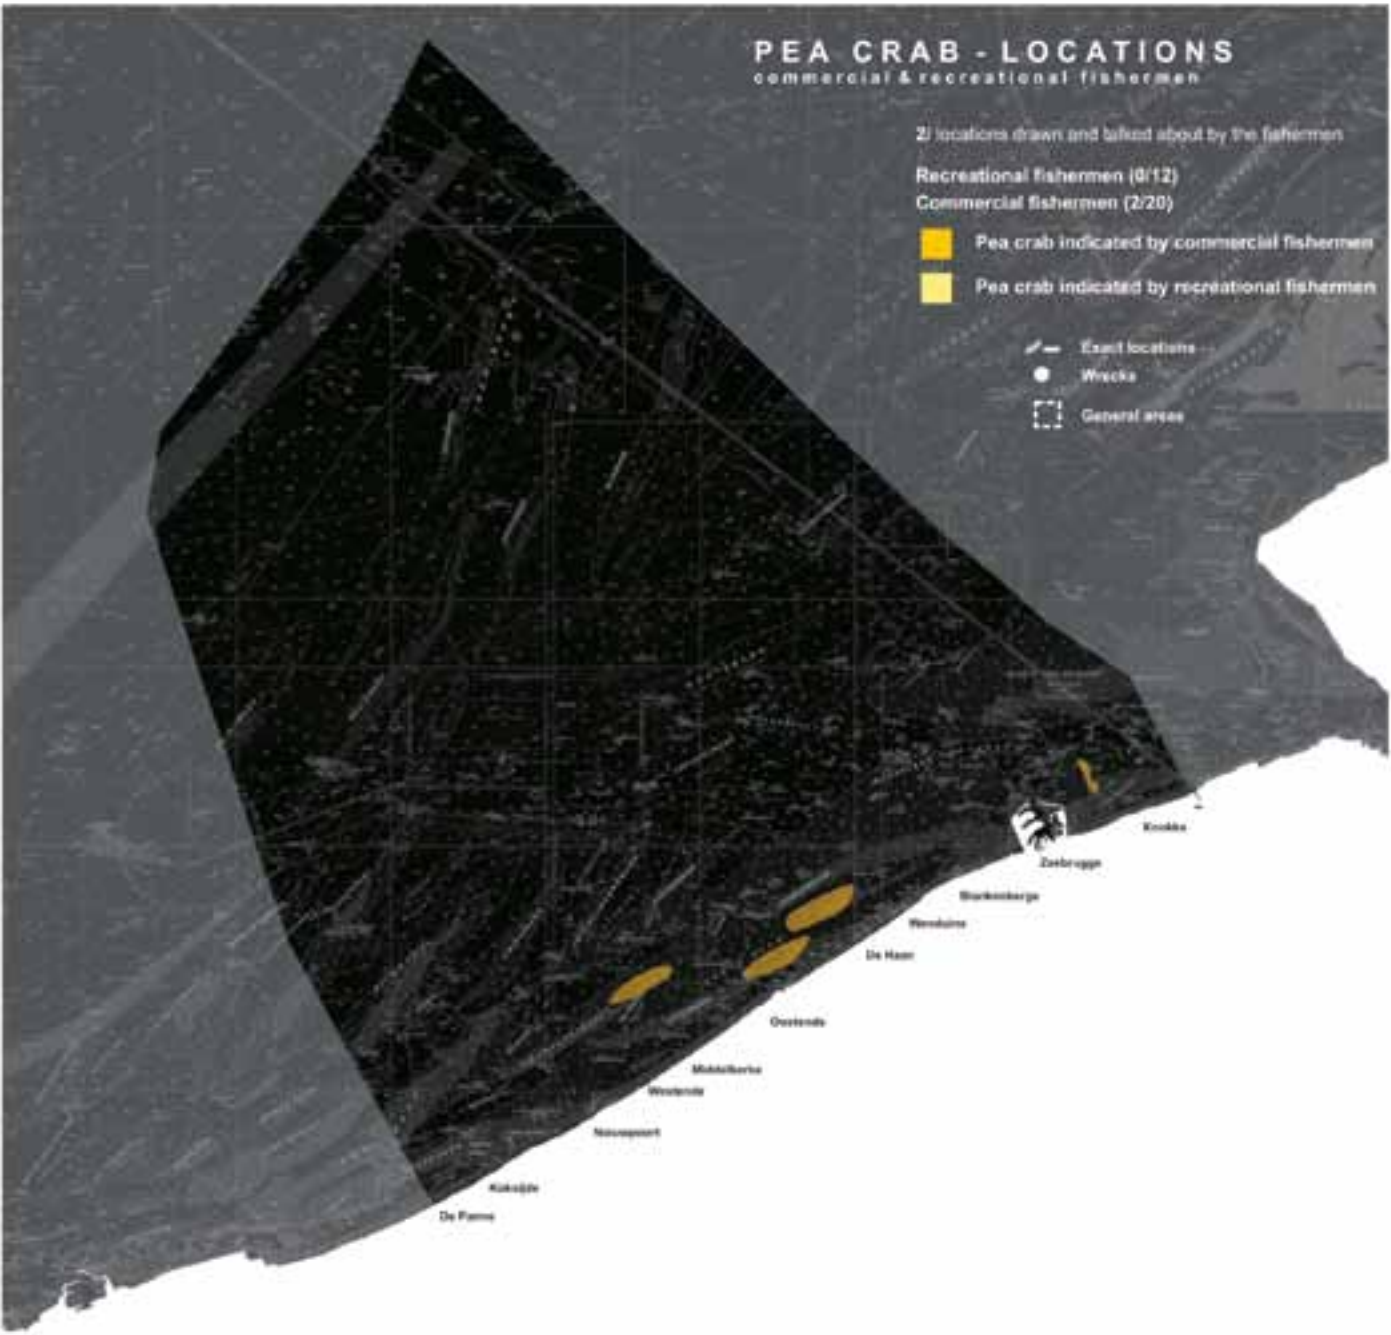 PEA CRAB - LOCATIONS
commercial & recreational fishermen
2/ locations drawn and talked about by the fishermen
Recreational fishermen (0/12)
Commercial fishermen (2/20)
Pea crab indicated by commercial fishermen
Pea crab indicated by recreational fishermen
Exact locations
Wrecks
General areas
Knokke
Zeebrugge
Blankenberge
Wenduine
De Haan
Oostende
Middelkerke
Westende
Nieuwpoort
Koksijde
De Panne